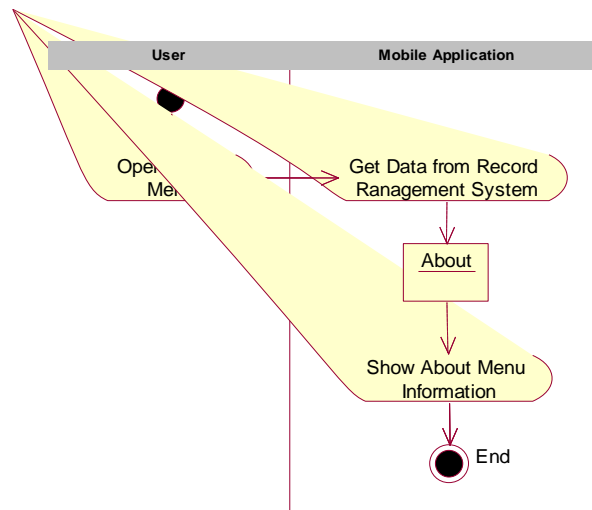 User
Mobile Application
Get Data from Record
Ranagement System
About
Show About Menu
Information
End